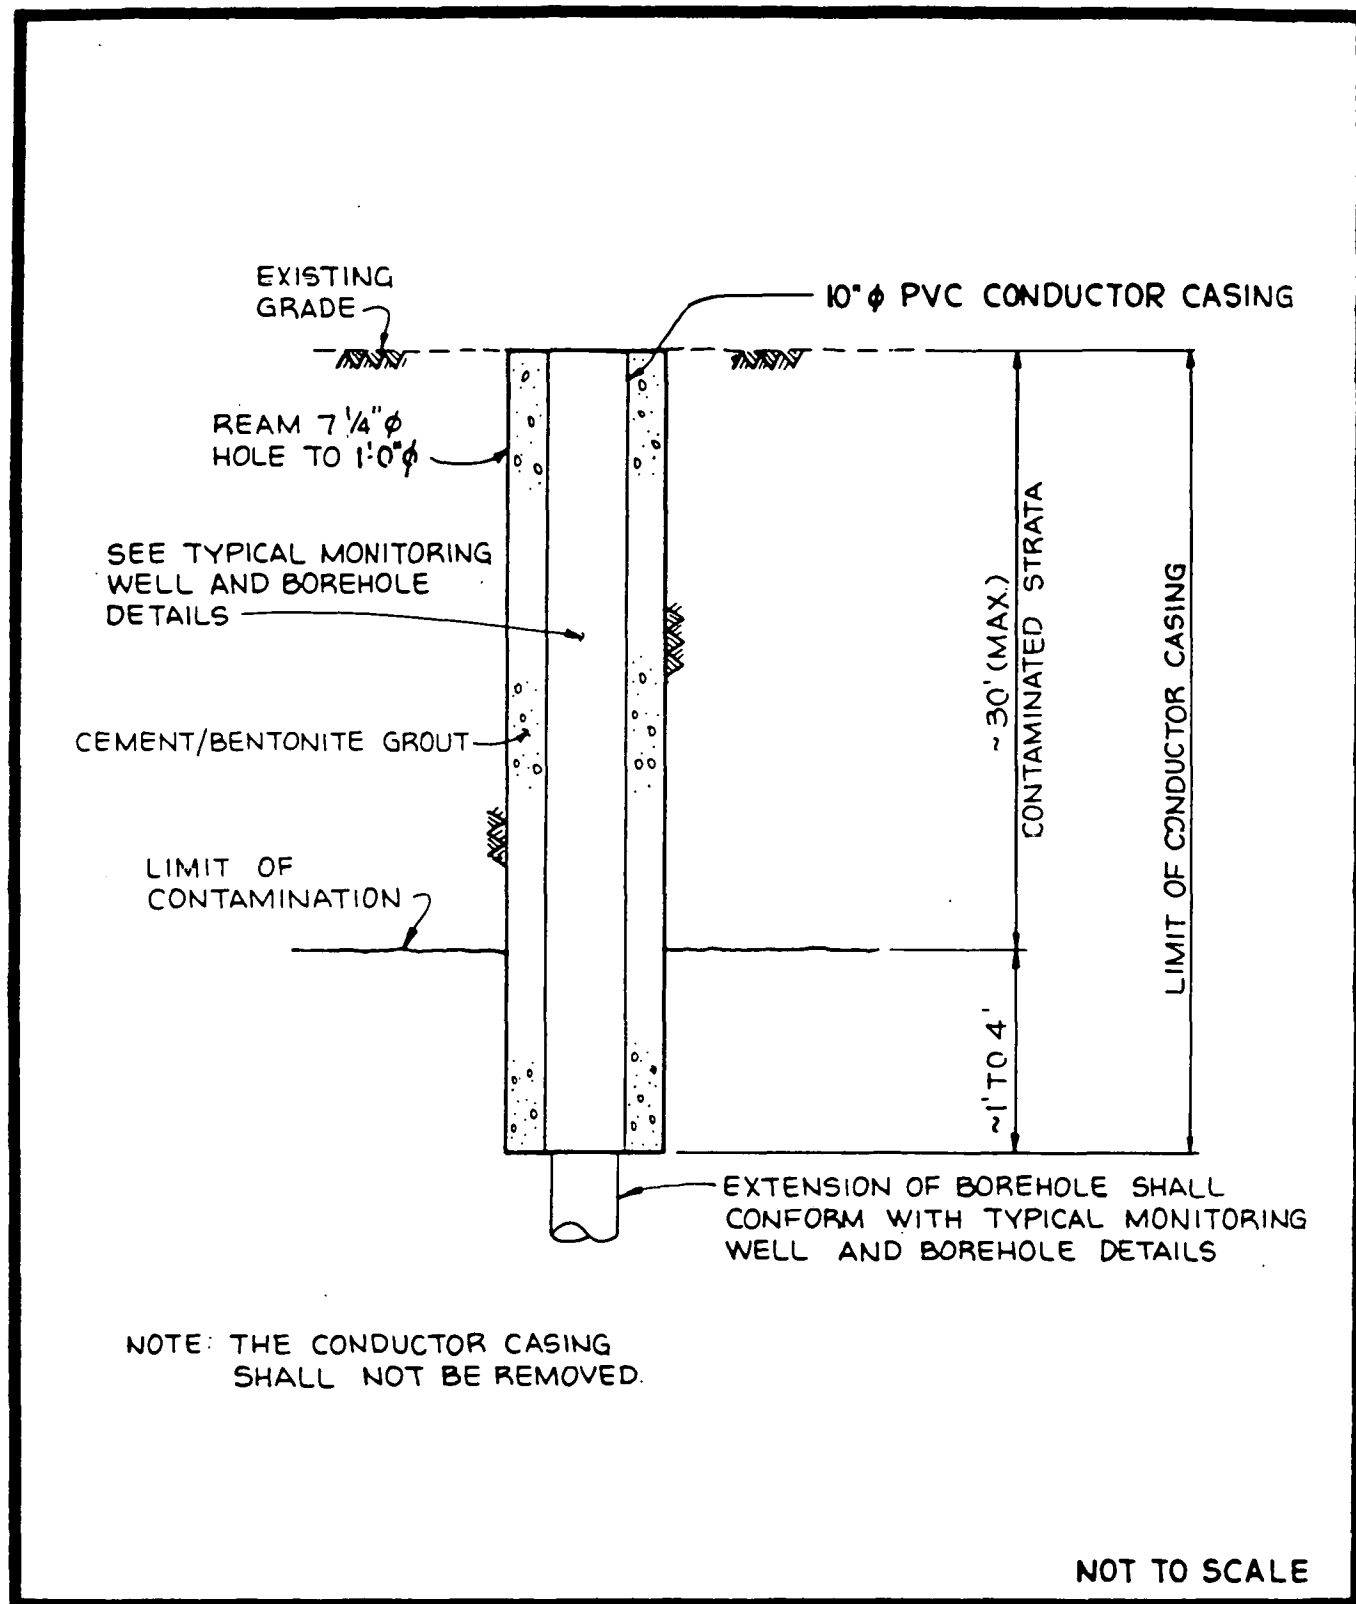 EXISTING
GRADE
10"ϕ PVC CONDUCTOR CASING
REAM 7 1/4"ϕ
HOLE TO 1'-0"ϕ
SEE TYPICAL MONITORING
WELL AND BOREHOLE
DETAILS
CEMENT/BENTONITE GROUT
LIMIT OF
CONTAMINATION
~30' (MAX.)
CONTAMINATED STRATA
LIMIT OF CONDUCTOR CASING
~1' TO 4'
EXTENSION OF BOREHOLE SHALL
CONFORM WITH TYPICAL MONITORING
WELL AND BOREHOLE DETAILS
NOTE: THE CONDUCTOR CASING
SHALL NOT BE REMOVED.
NOT TO SCALE